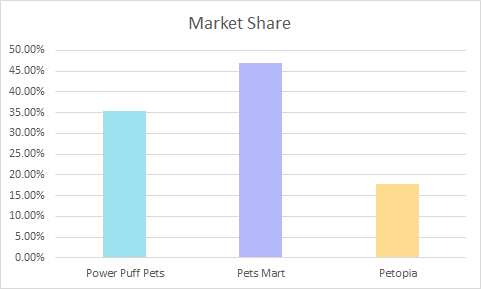 Market Share
50.00%
45.00%
40.00%
35.00%
30.00%
25.00%
20.00%
15.00%
10.00%
5.00%
0.00%
Power Puff Pets
Pets Mart
Petopia